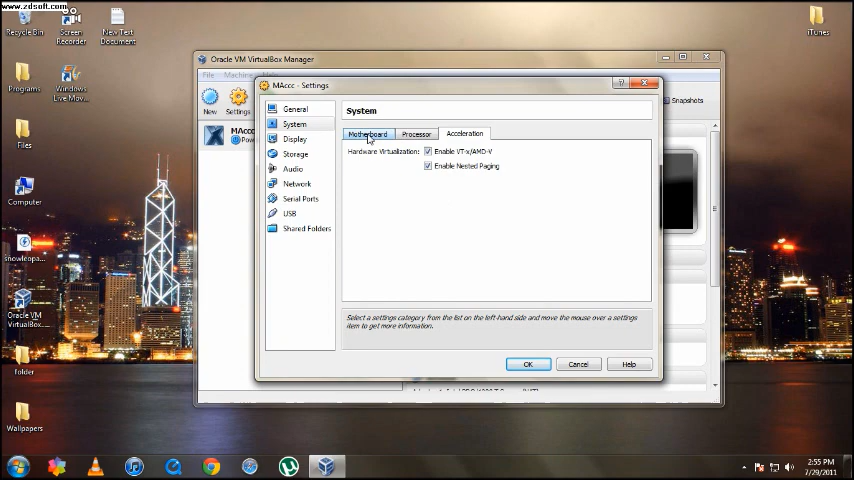 www.zdsoft.com
Recycle Bin
Screen
Recorder
New Text
Document
iTunes
Programs
Windows
Live Mov...
Files
Computer
snowleopa...
Oracle VM
VirtualBox...
folder
Wallpapers
Oracle VM VirtualBox Manager
File Machine Help
New
Settings
Snapshots
MAccc
MAccc - Settings
General
System
Display
Storage
Audio
Network
Serial Ports
USB
Shared Folders
System
Motherboard
Processor
Acceleration
Hardware Virtualization:
Enable VT-x/AMD-V
Enable Nested Paging
Select a settings category from the list on the left-hand side and move the mouse over a settings
item to get more information.
OK
Cancel
Help
2:55 PM
7/29/2011